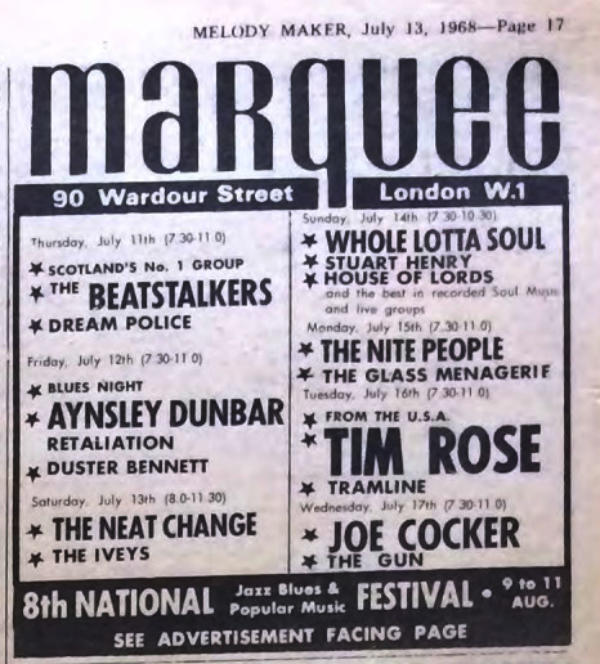 MELODY MAKER, July 13, 1968—Page 17
marquee
90 Wardour Street London W.1
Thursday, July 11th (7.30-11.0)
★ SCOTLAND'S No. 1 GROUP
★ THE BEATSTALKERS
★ DREAM POLICE
Friday, July 12th (7.30-11.0)
★ BLUES NIGHT
★ AYNSLEY DUNBAR
RETALIATION
★ DUSTER BENNETT
Saturday, July 13th (8.0-11.30)
★ THE NEAT CHANGE
★ THE IVEYS
Sunday, July 14th (7.30-10.30)
★ WHOLE LOTTA SOUL
★ STUART HENRY
★ HOUSE OF LORDS
and the best in recorded Soul Music
and live groups
Monday, July 15th (7.30-11.0)
★ THE NITE PEOPLE
★ THE GLASS MENAGERIE
Tuesday, July 16th (7.30-11.0)
★ FROM THE U.S.A.
★ TIM ROSE
★ TRAMLINE
Wednesday, July 17th (7.30-11.0)
★ JOE COCKER
★ THE GUN
8th NATIONAL Jazz Blues & Popular Music FESTIVAL • 9 to 11 AUG.
SEE ADVERTISEMENT FACING PAGE